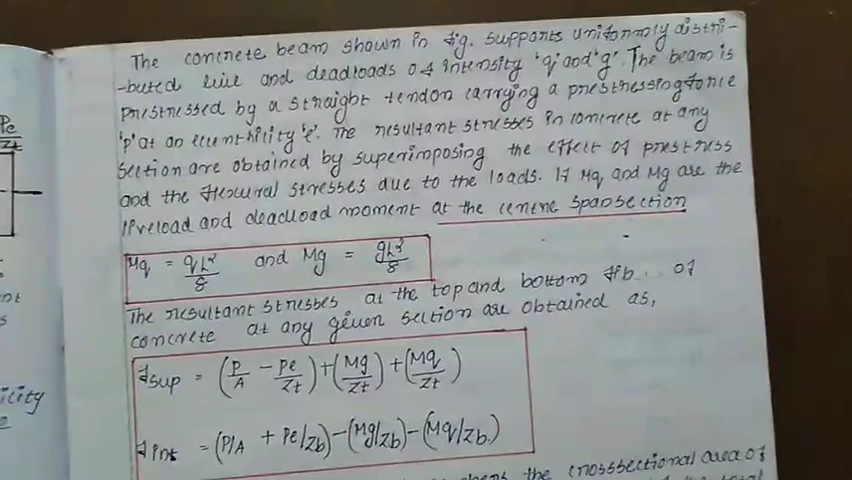 Pe
Zt
The concrete beam shown in fig. supports uniformly distri-
-buted live and deadloads of intensity 'q' and 'g'. The beam is
prestressed by a straight tendon carrying a prestressing force
'p' at an eccentricity 'e'. The resultant stresses in concrete at any
section are obtained by superimposing the effect of prestress
and the flexural stresses due to the loads. If Mq and Mg are the
liveload and deadload moment at the centre span section
Mq = qL²/8 and Mg = gL²/8
The resultant stresses at the top and bottom fib... of
concrete at any given section are obtained as,
fsup = (P/A - Pe/Zt) + (Mg/Zt) + (Mq/Zt)
finf = (P/A + Pe/Zb) - (Mg/Zb) - (Mq/Zb)
the crosssectional area of